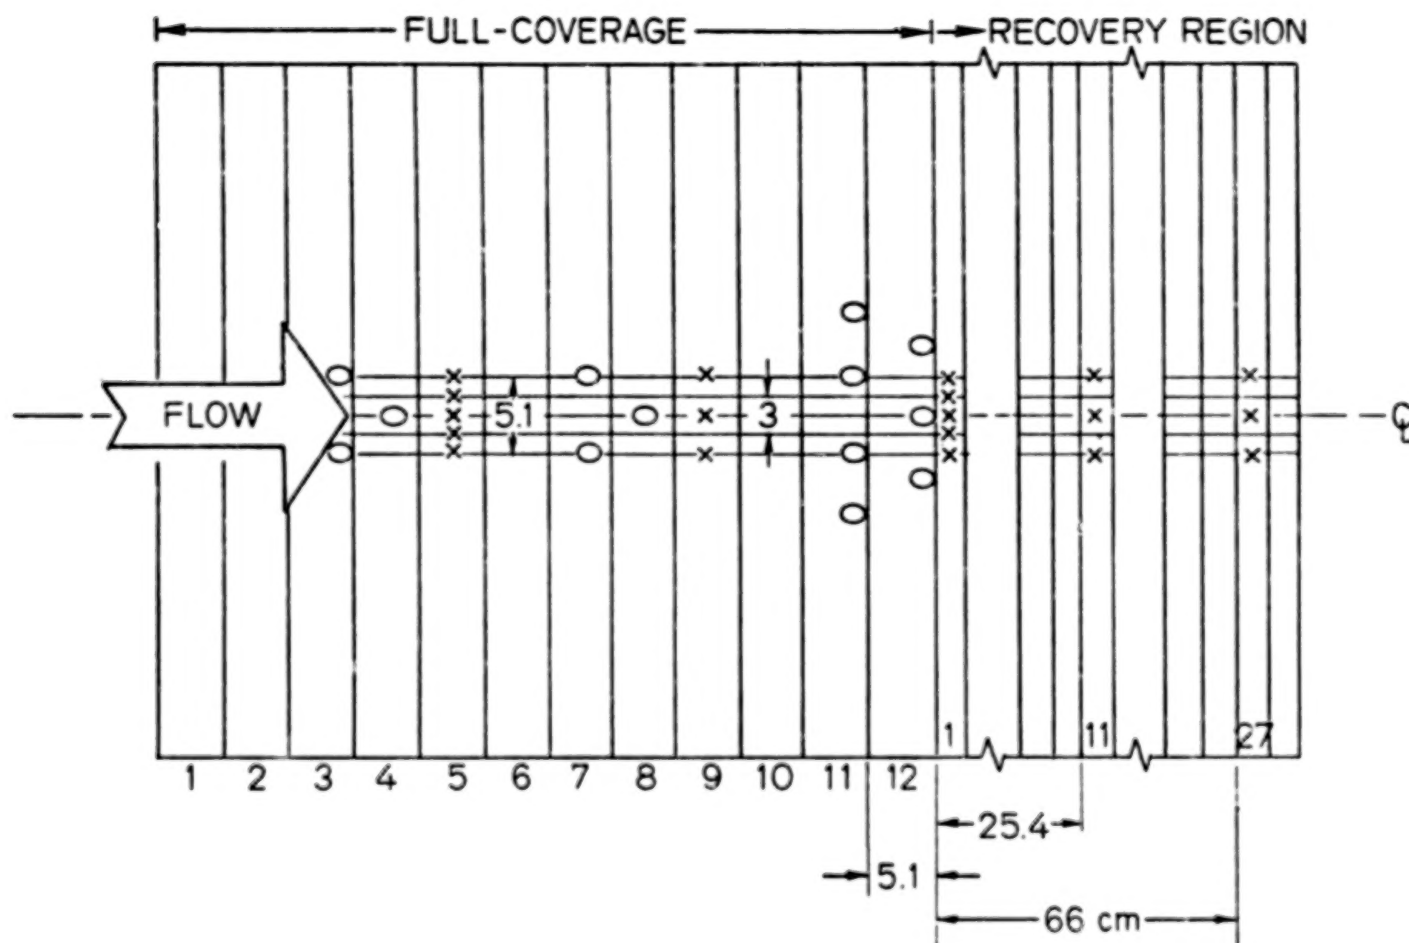 FULL-COVERAGE RECOVERY REGION
FLOW 5.1 3 ℄
1 11 27
1 2 3 4 5 6 7 8 9 10 11 12
25.4
5.1
66 cm